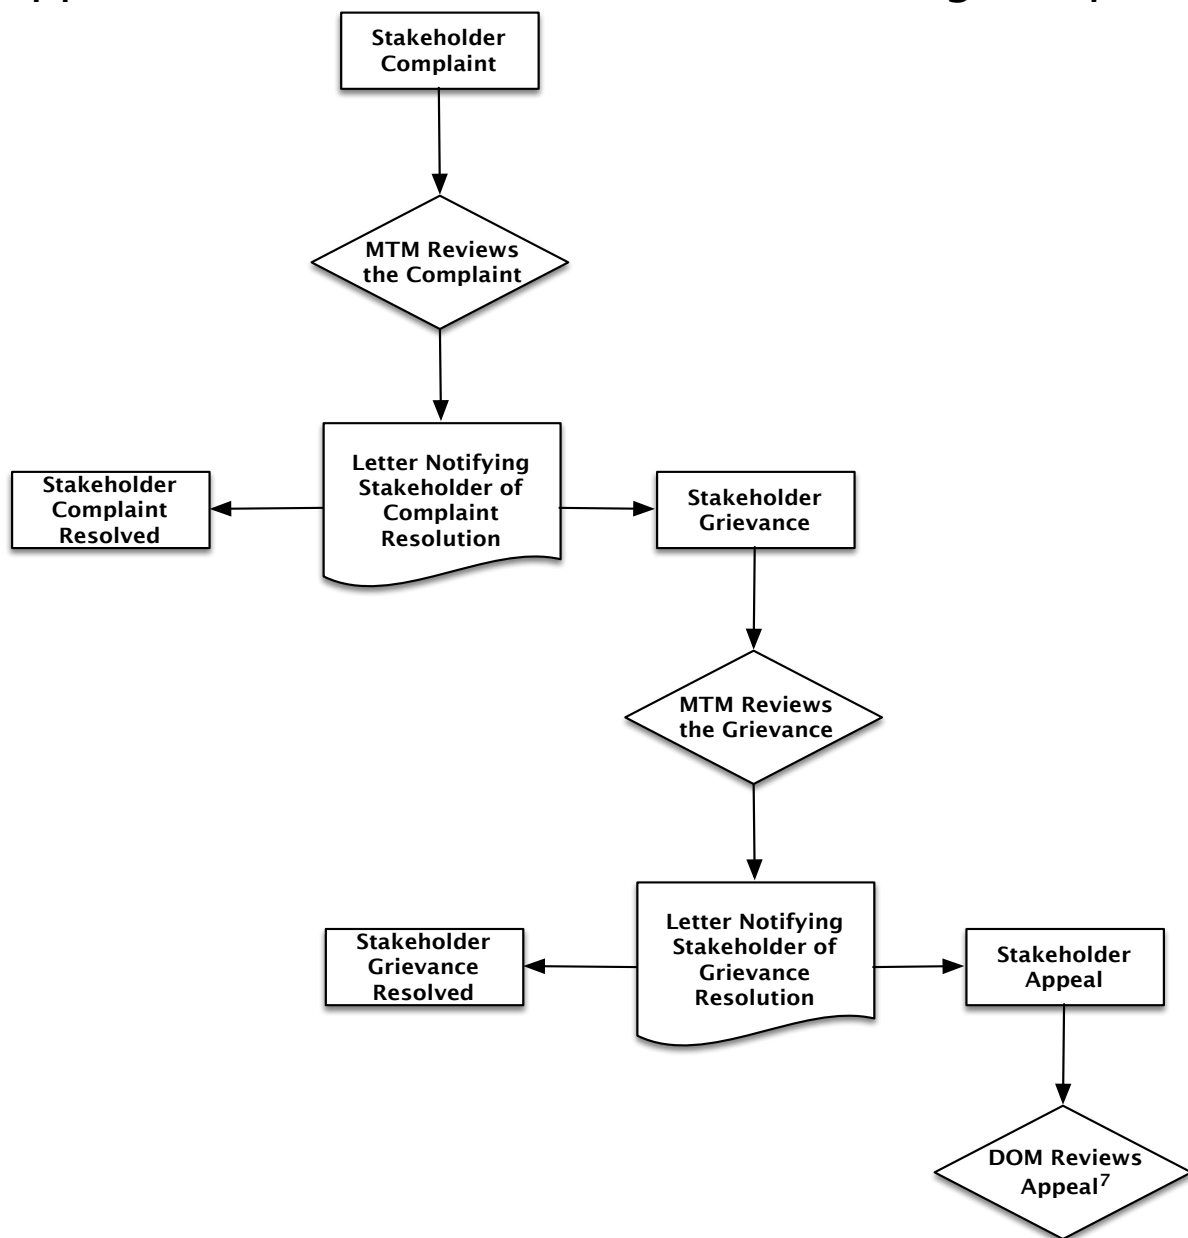 Stakeholder
Complaint
MTM Reviews
the Complaint
Letter Notifying
Stakeholder of
Complaint
Resolution
Stakeholder
Complaint
Resolved
Stakeholder
Grievance
MTM Reviews
the Grievance
Letter Notifying
Stakeholder of
Grievance
Resolution
Stakeholder
Grievance
Resolved
Stakeholder
Appeal
DOM Reviews
Appeal⁷